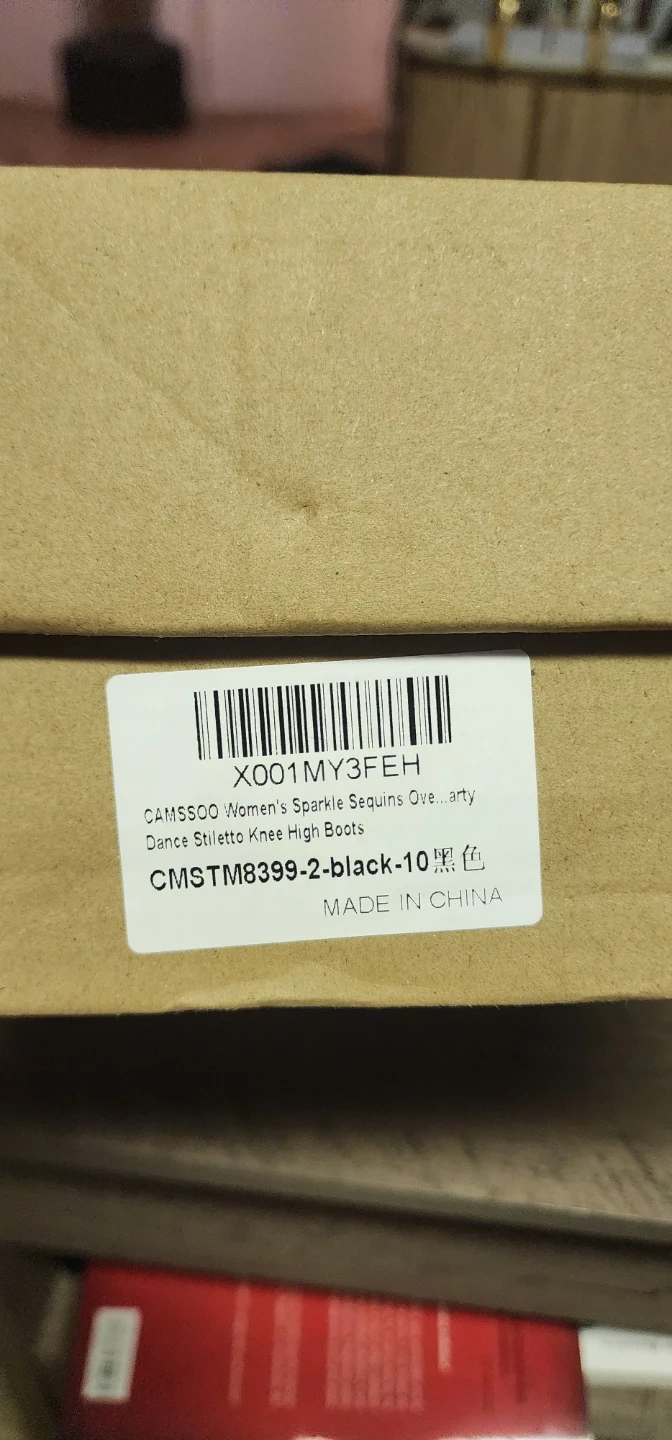 X001MY3FEH
CAMSSOO Women's Sparkle Sequins Ove...arty
Dance Stiletto Knee High Boots
CMSTM8399-2-black-10黑色
MADE IN CHINA